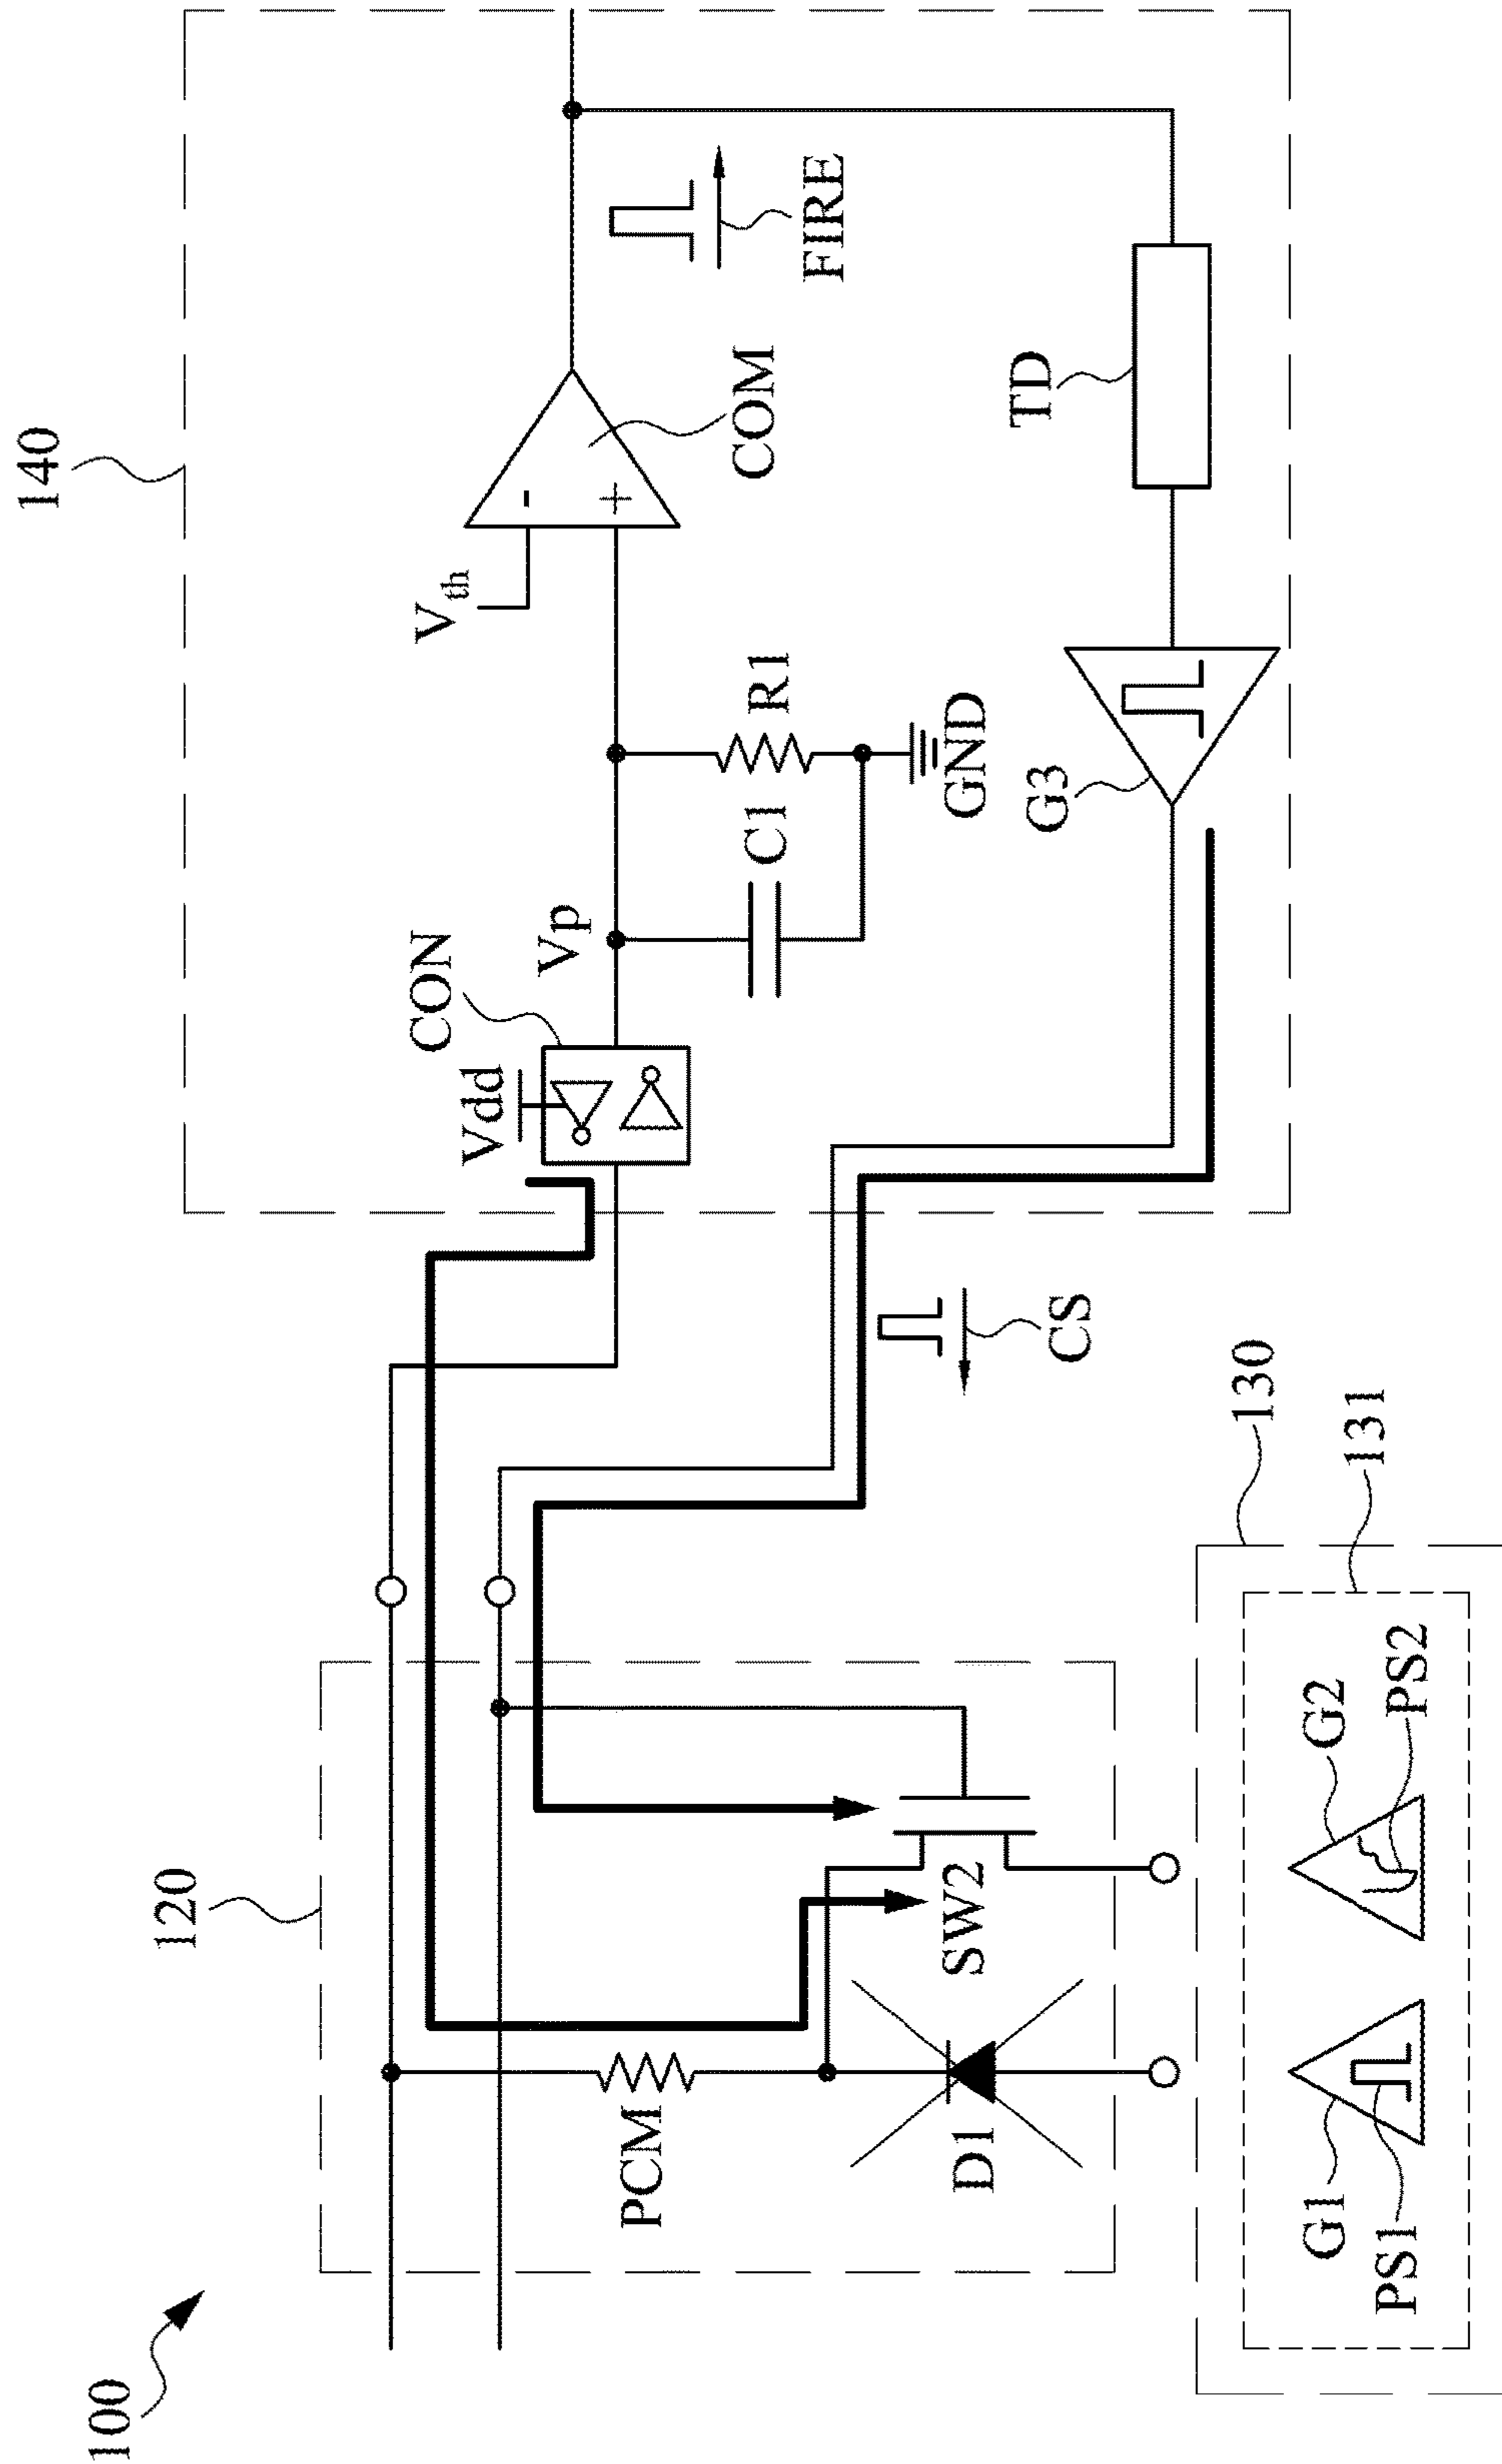 100
120
140
PCM
D1
SW2
CS
Vdd
CON
Vp
C1
R1
GND
V_th
-
+
COM
FIRE
TD
G3
130
131
G1
PS1
G2
PS2